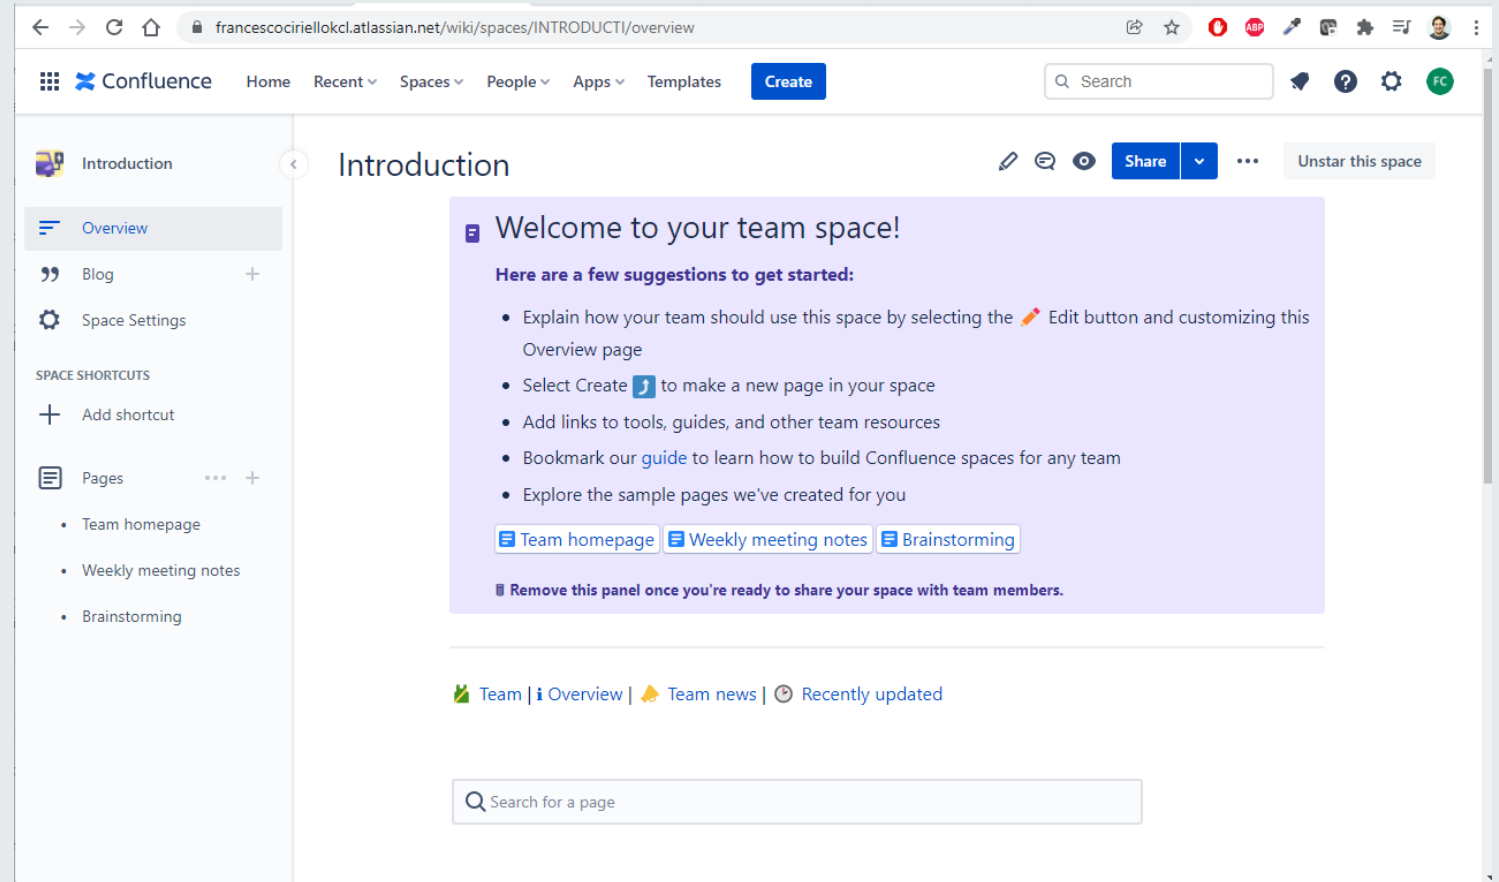 francescociriellokcl.atlassian.net/wiki/spaces/INTRODUCTI/overview
ABP
Confluence Home Recent Spaces People Apps Templates Create Search FC
Introduction
Overview
Blog
Space Settings
SPACE SHORTCUTS
Add shortcut
Pages
Team homepage
Weekly meeting notes
Brainstorming
Introduction Share Unstar this space
Welcome to your team space!
Here are a few suggestions to get started:
• Explain how your team should use this space by selecting the Edit button and customizing this
Overview page
• Select Create to make a new page in your space
• Add links to tools, guides, and other team resources
• Bookmark our guide to learn how to build Confluence spaces for any team
• Explore the sample pages we've created for you
Team homepage Weekly meeting notes Brainstorming
Remove this panel once you're ready to share your space with team members.
Team | Overview | Team news | Recently updated
Search for a page